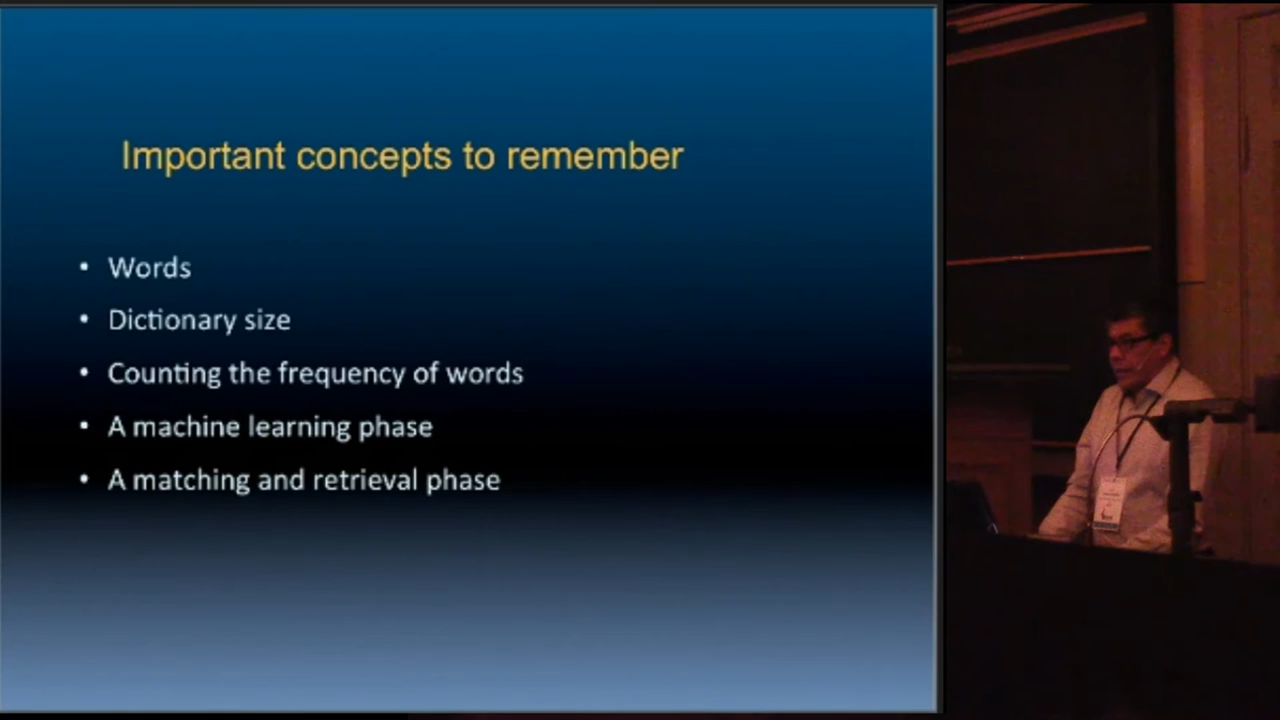 Important concepts to remember
• Words
• Dictionary size
• Counting the frequency of words
• A machine learning phase
• A matching and retrieval phase